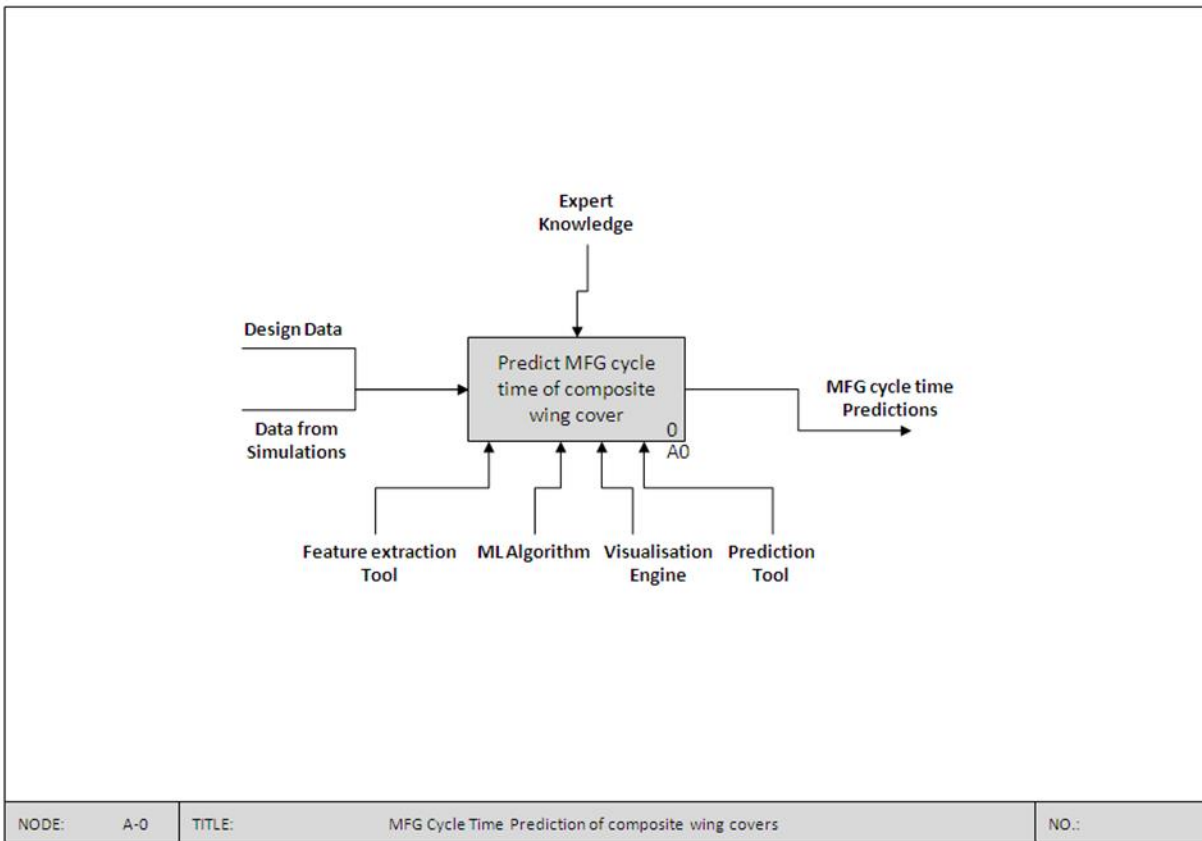 Expert
Knowledge
Design Data
Data from
Simulations
Predict MFG cycle
time of composite
wing cover
0
A0
MFG cycle time
Predictions
Feature extraction
Tool
ML Algorithm
Visualisation
Engine
Prediction
Tool
NODE: A-0 TITLE: MFG Cycle Time Prediction of composite wing covers NO.: